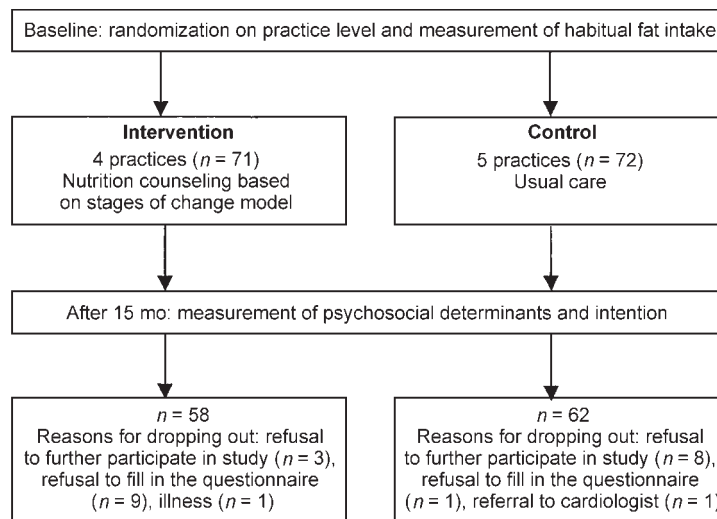 Baseline: randomization on practice level and measurement of habitual fat intake
Intervention
4 practices (n = 71)
Nutrition counseling based
on stages of change model
Control
5 practices (n = 72)
Usual care
After 15 mo: measurement of psychosocial determinants and intention
n = 58
Reasons for dropping out: refusal
to further participate in study (n = 3),
refusal to fill in the questionnaire
(n = 9), illness (n = 1)
n = 62
Reasons for dropping out: refusal
to further participate in study (n = 8),
refusal to fill in the questionnaire
(n = 1), referral to cardiologist (n = 1)